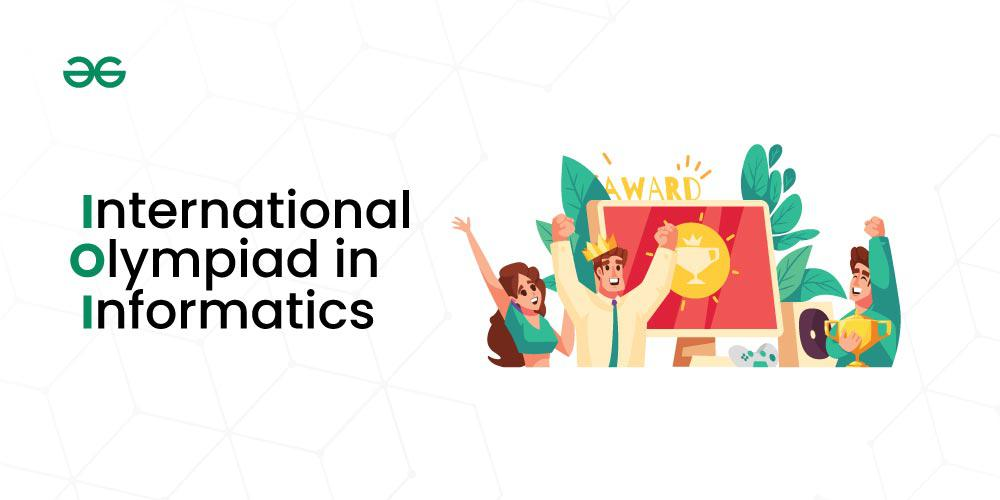 International
Olympiad in
Informatics
AWARD